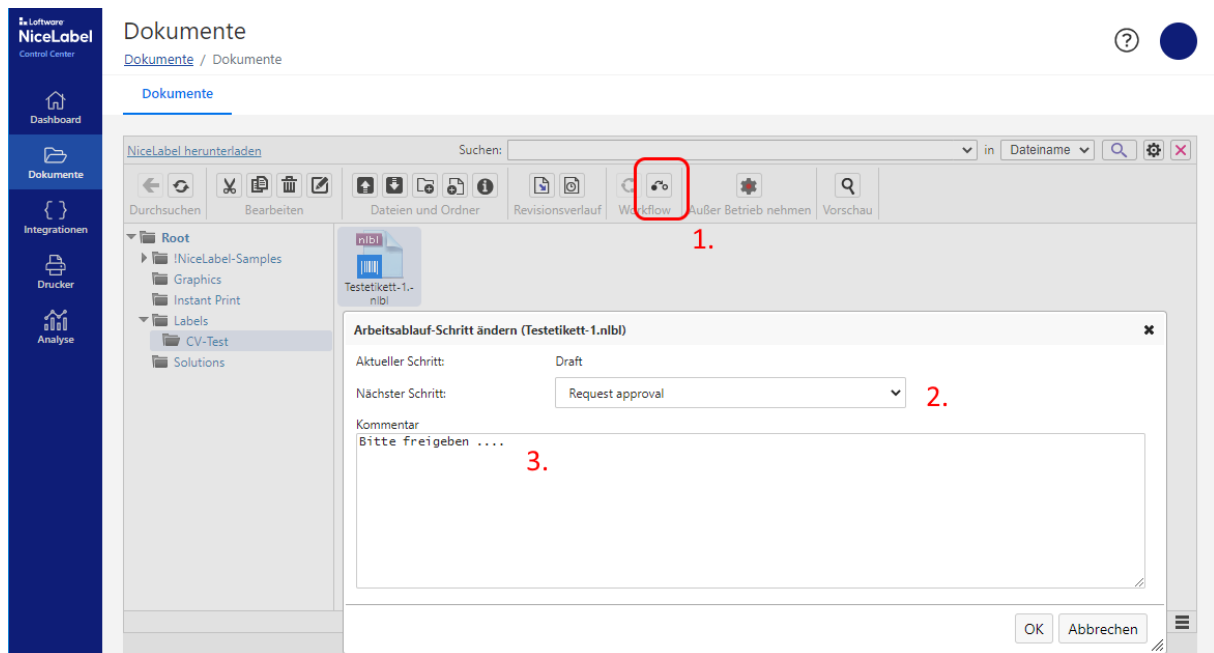 Loftware
NiceLabel
Control Center
Dashboard
Dokumente
Integrationen
Drucker
Analyse
Dokumente
Dokumente / Dokumente
?
Dokumente
NiceLabel herunterladen
Suchen:
in
Dateiname
Durchsuchen
Bearbeiten
Dateien und Ordner
Revisionsverlauf
Workflow
Außer Betrieb nehmen
Vorschau
1.
Root
!NiceLabel-Samples
Graphics
Instant Print
Labels
CV-Test
Solutions
nlbl
Testetikett-1.-
nlbl
Arbeitsablauf-Schritt ändern (Testetikett-1.nlbl)
Aktueller Schritt: Draft
Nächster Schritt: Request approval
2.
Kommentar
Bitte freigeben ....
3.
OK
Abbrechen